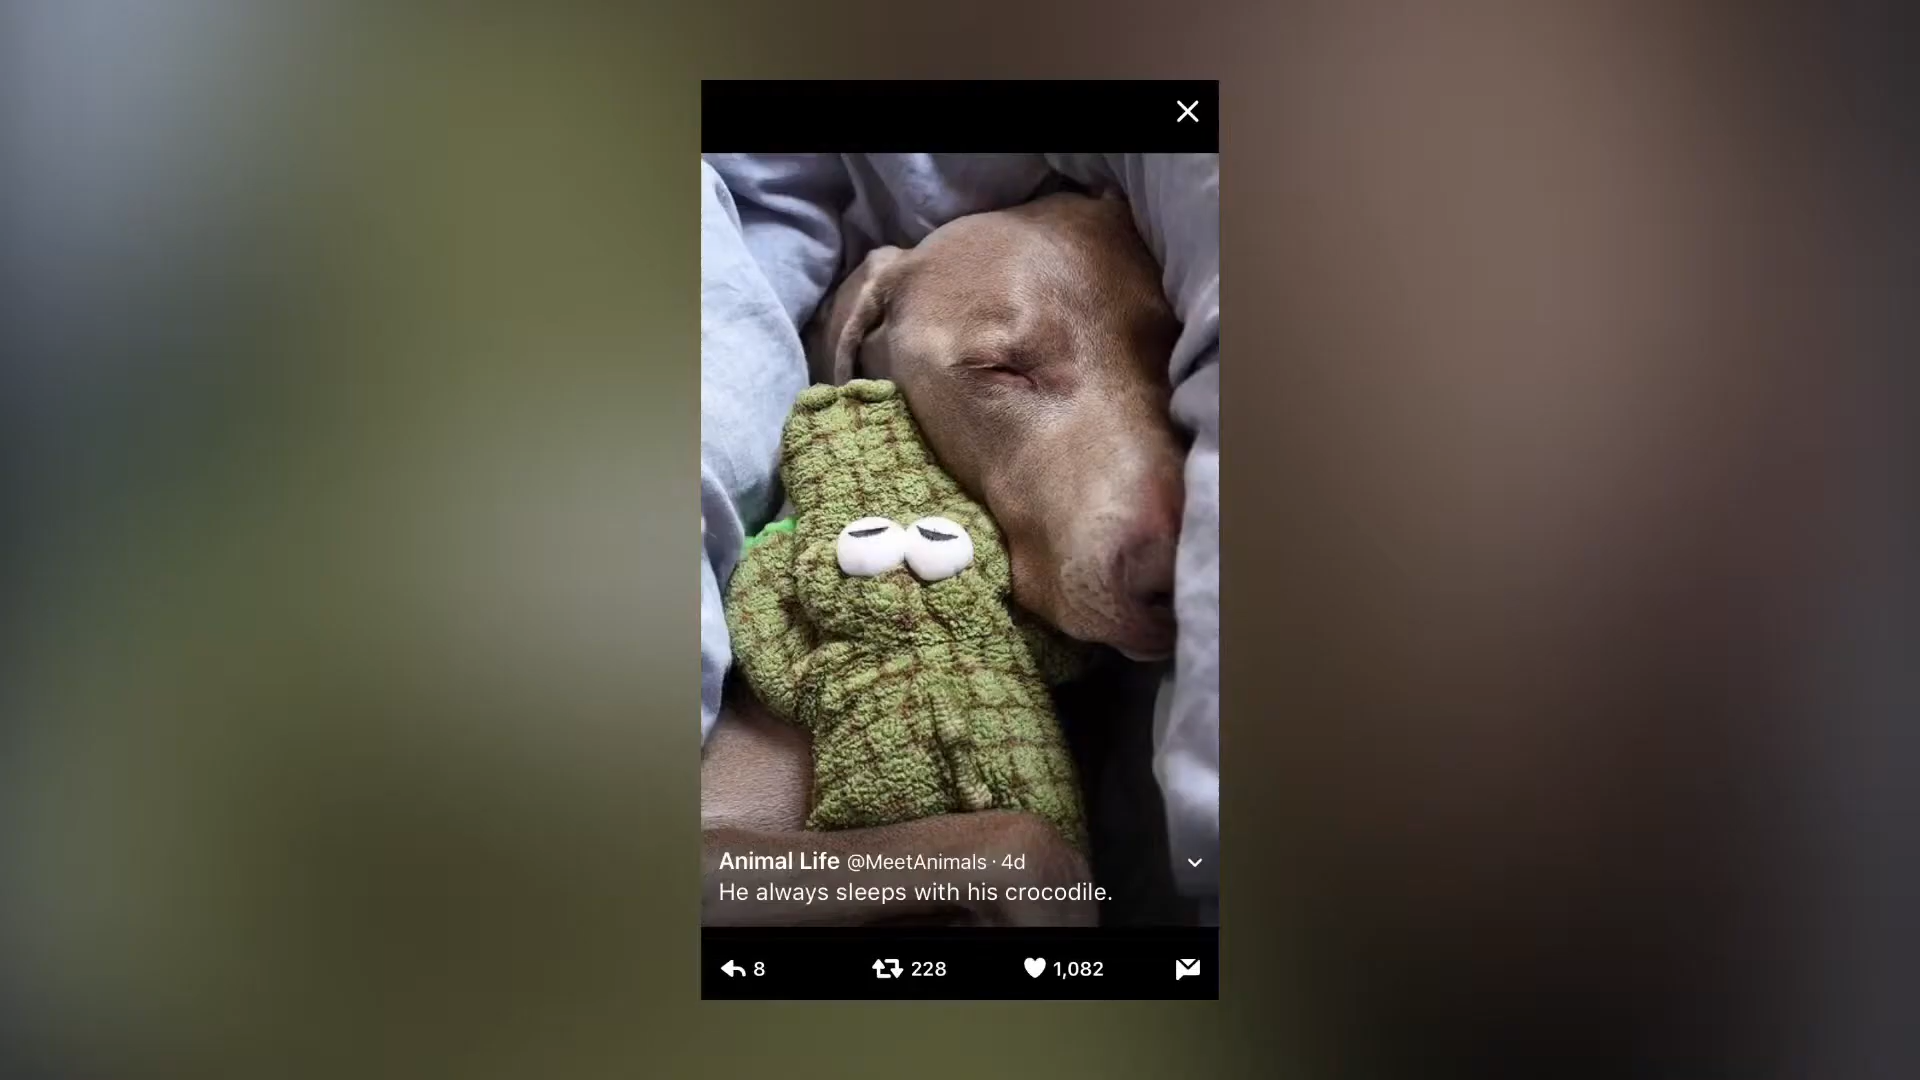 Animal Life @MeetAnimals · 4d
He always sleeps with his crocodile.
8 228 1,082